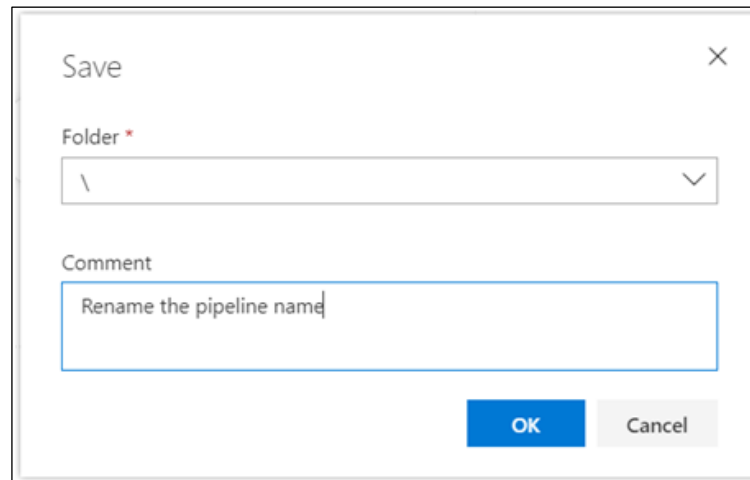 Save
Folder *
\
Comment
Rename the pipeline name
OK
Cancel